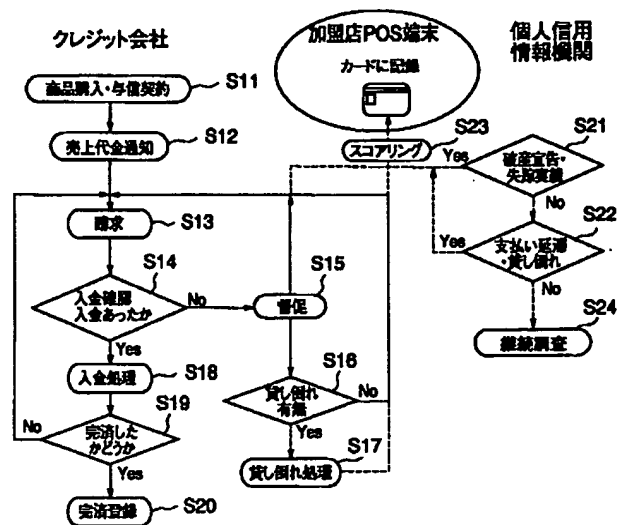 クレジット会社
商品購入・与信契約
S11
売上代金通知
S12
請求
S13
入金確認
入金あったか
S14
No
Yes
督促
S15
貸し倒れ
有無
S16
No
Yes
貸し倒れ処理
S17
入金処理
S18
完済した
かどうか
S19
No
Yes
完済登録
S20
加盟店POS端末
カードに記録
スコアリング
S23
個人信用
情報機関
破産宣告・
失踪実績
S21
Yes
No
支払い延滞
・貸し倒れ
S22
Yes
No
継続調査
S24